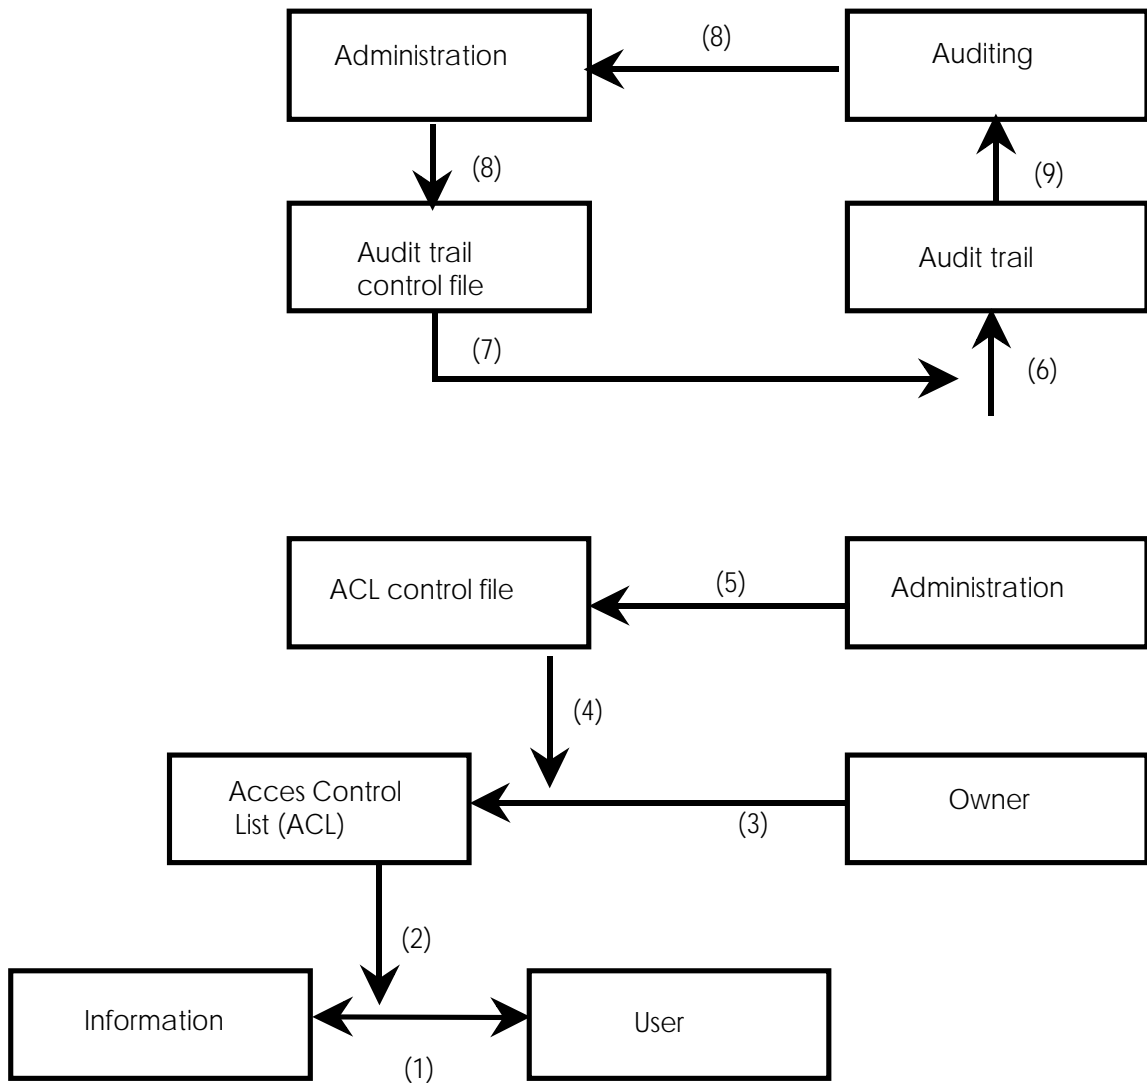 Administration
(8)
Auditing
(8)
(9)
Audit trail
control file
Audit trail
(7)
(6)
ACL control file
(5)
Administration
(4)
Acces Control
List (ACL)
(3)
Owner
(2)
Information
(1)
User